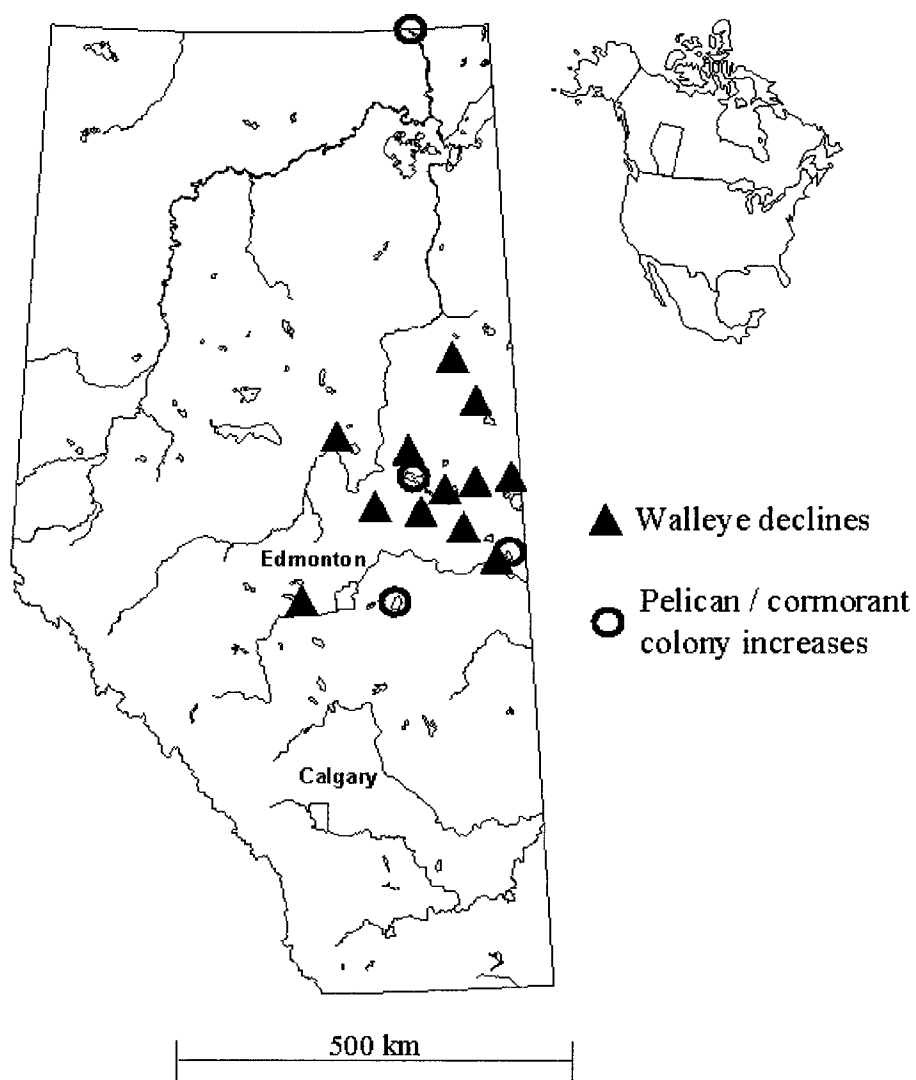 Edmonton
Calgary
Walleye declines
Pelican / cormorant
colony increases
500 km